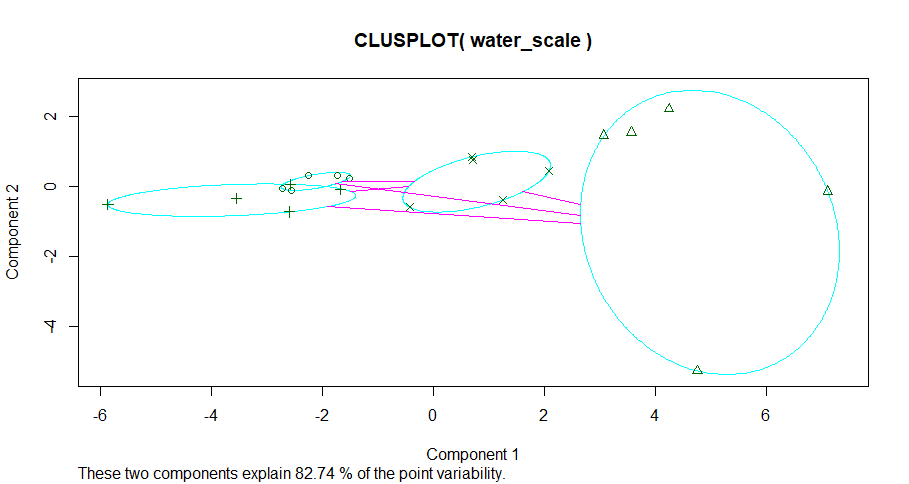 CLUSPLOT( water_scale )
2
0
-2
-4
Component 2
-6 -4 -2 0 2 4 6
Component 1
These two components explain 82.74 % of the point variability.